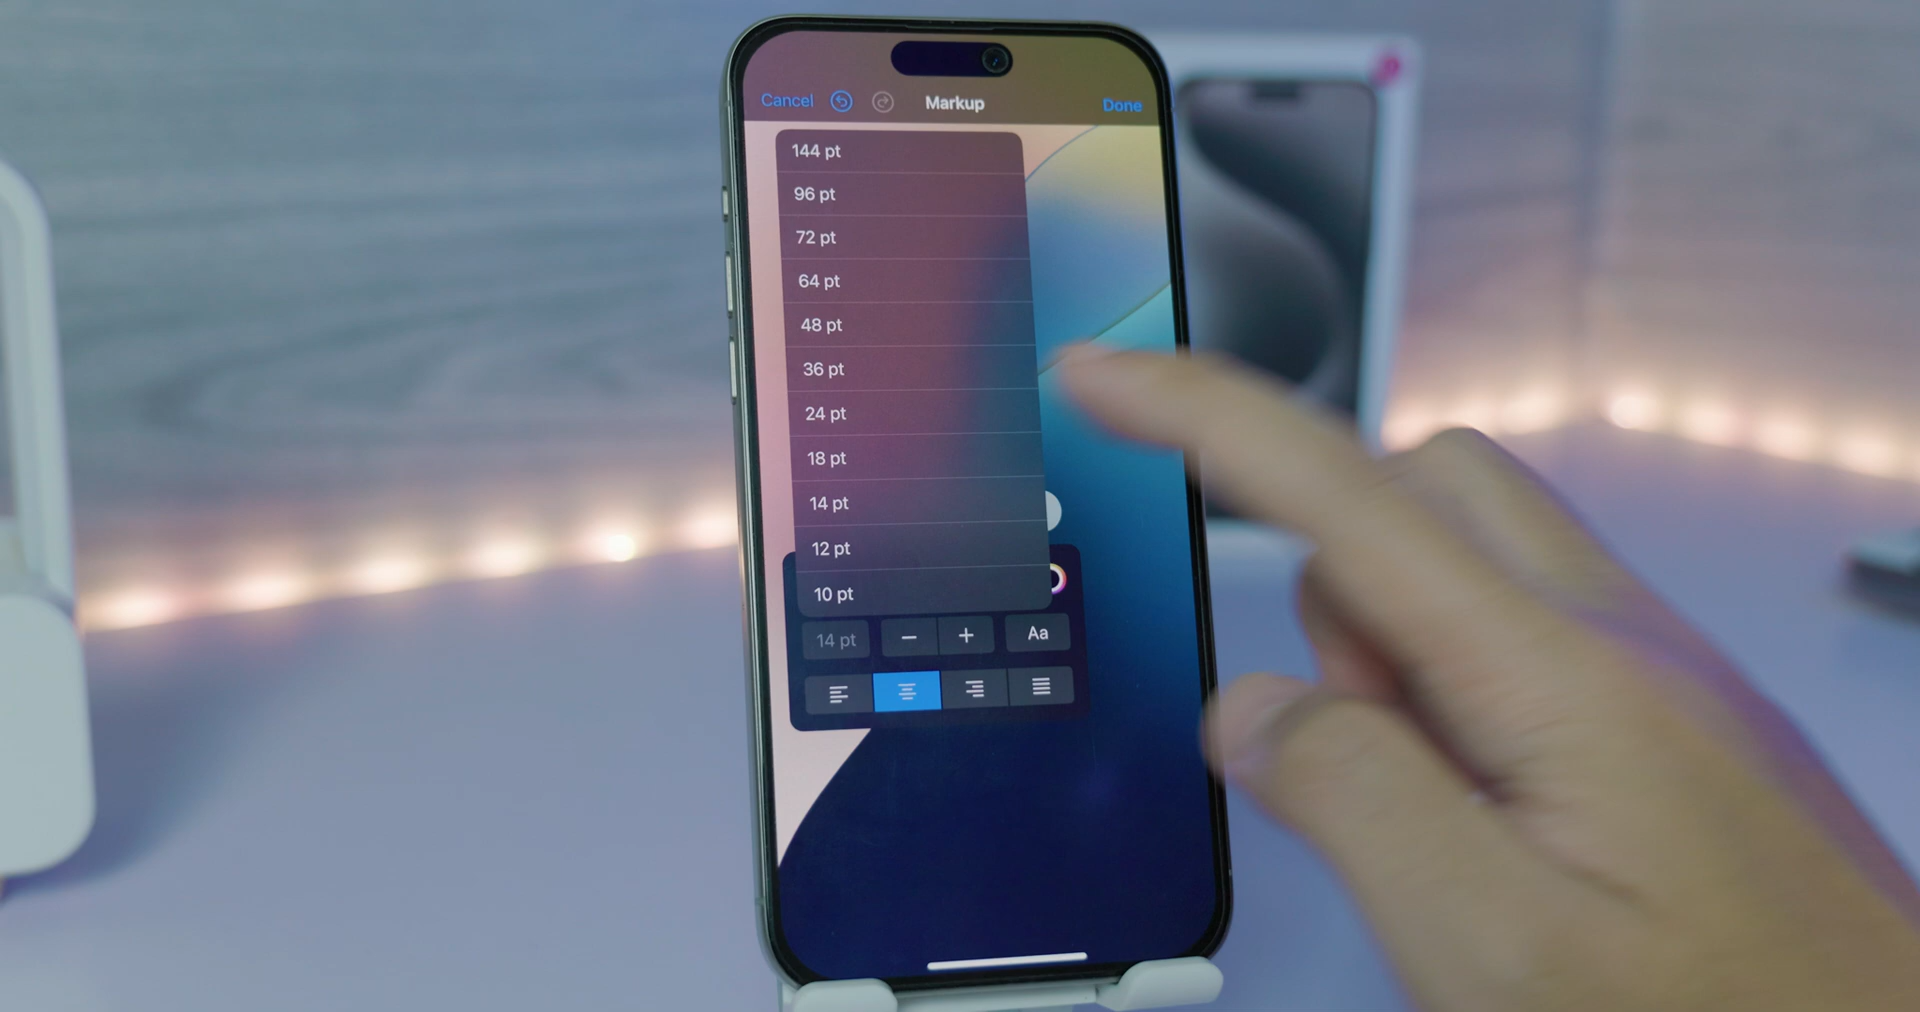 Cancel Markup Done
144 pt
96 pt
72 pt
64 pt
48 pt
36 pt
24 pt
18 pt
14 pt
12 pt
10 pt
14 pt − + Aa